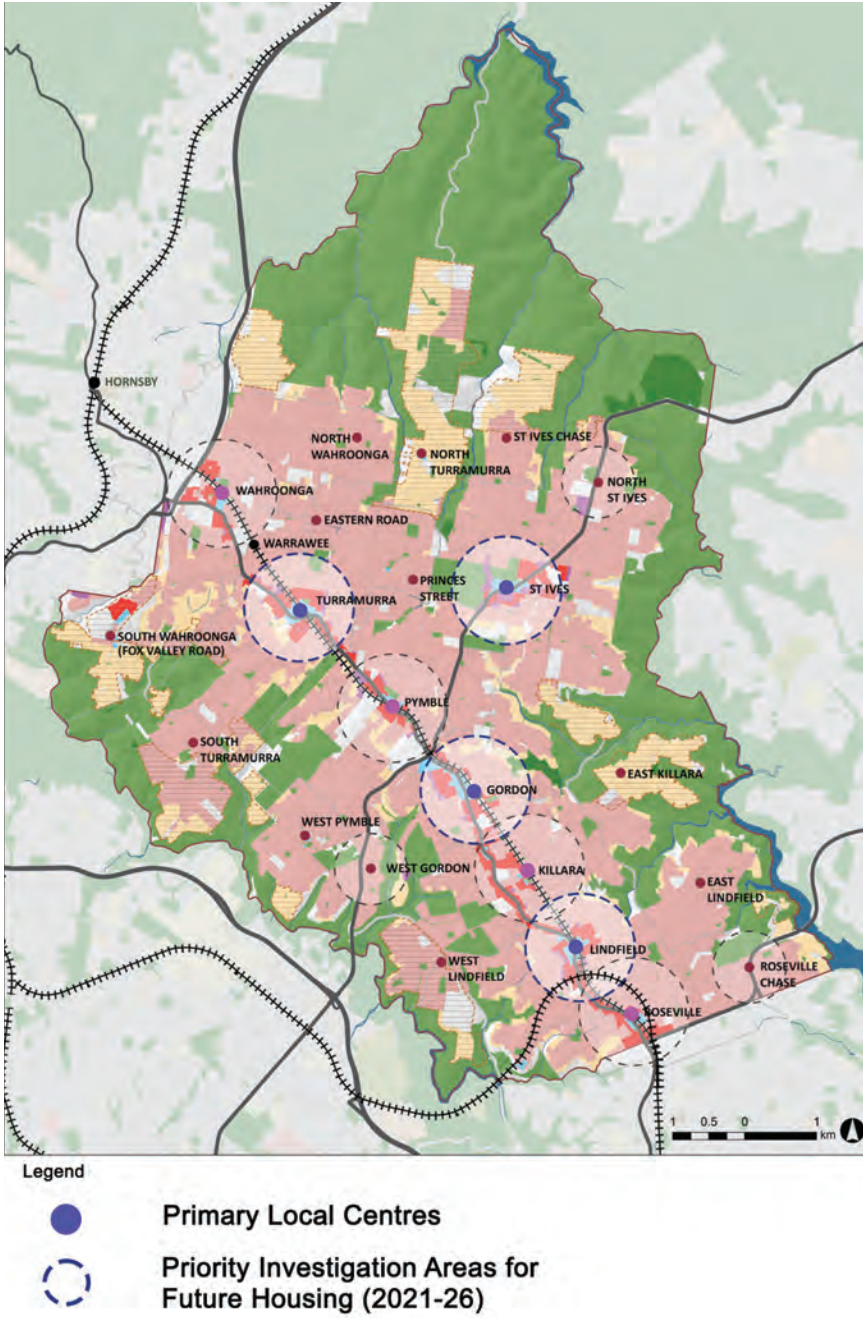 HORNSBY
NORTH
WAHROONGA
ST IVES CHASE
NORTH
TURRAMURRA
NORTH
ST IVES
WAHROONGA
EASTERN ROAD
WARRAWEE
PRINCES
STREET
ST IVES
TURRAMURRA
SOUTH WAHROONGA
(FOX VALLEY ROAD)
PYMBLE
SOUTH
TURRAMURRA
EAST KILLARA
GORDON
WEST PYMBLE
WEST GORDON
KILLARA
EAST
LINDFIELD
LINDFIELD
WEST
LINDFIELD
ROSEVILLE
CHASE
ROSEVILLE
1 0.5 0 1
km
Legend
Primary Local Centres
Priority Investigation Areas for
Future Housing (2021-26)